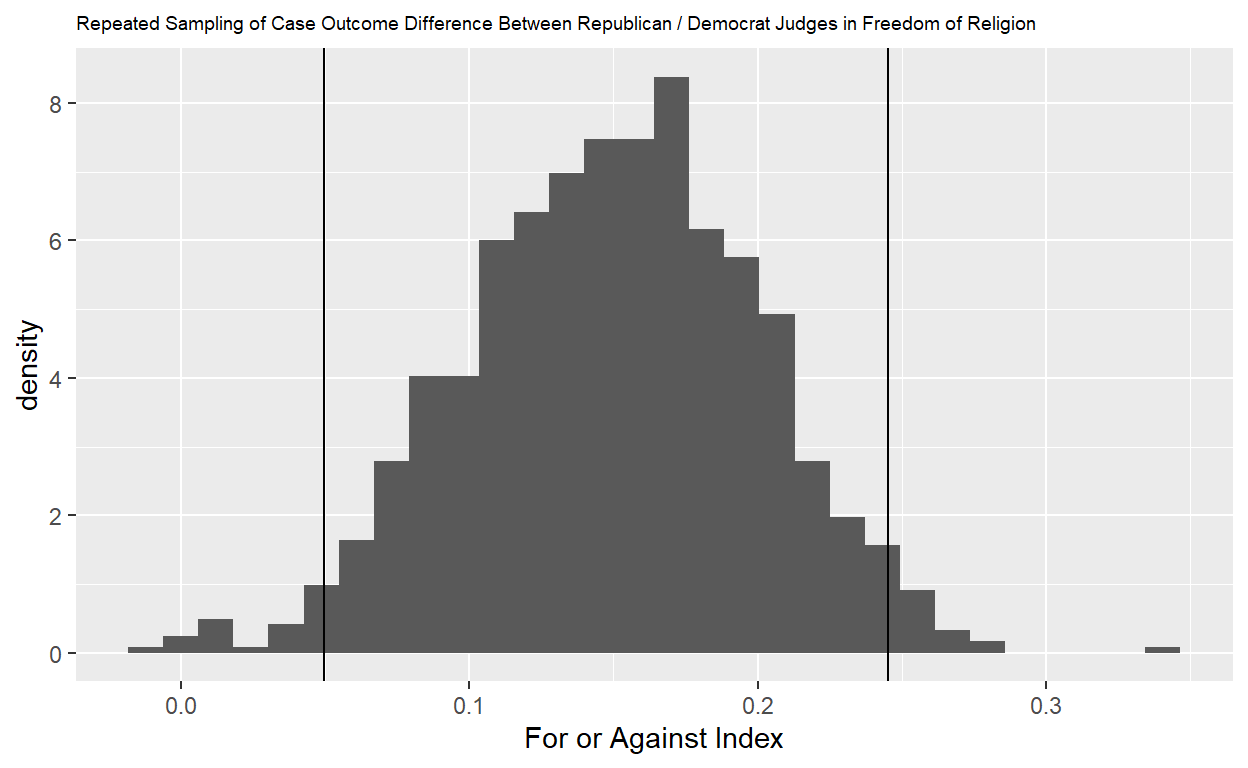 Repeated Sampling of Case Outcome Difference Between Republican / Democrat Judges in Freedom of Religion
density
8
6
4
2
0
0.0 0.1 0.2 0.3
For or Against Index